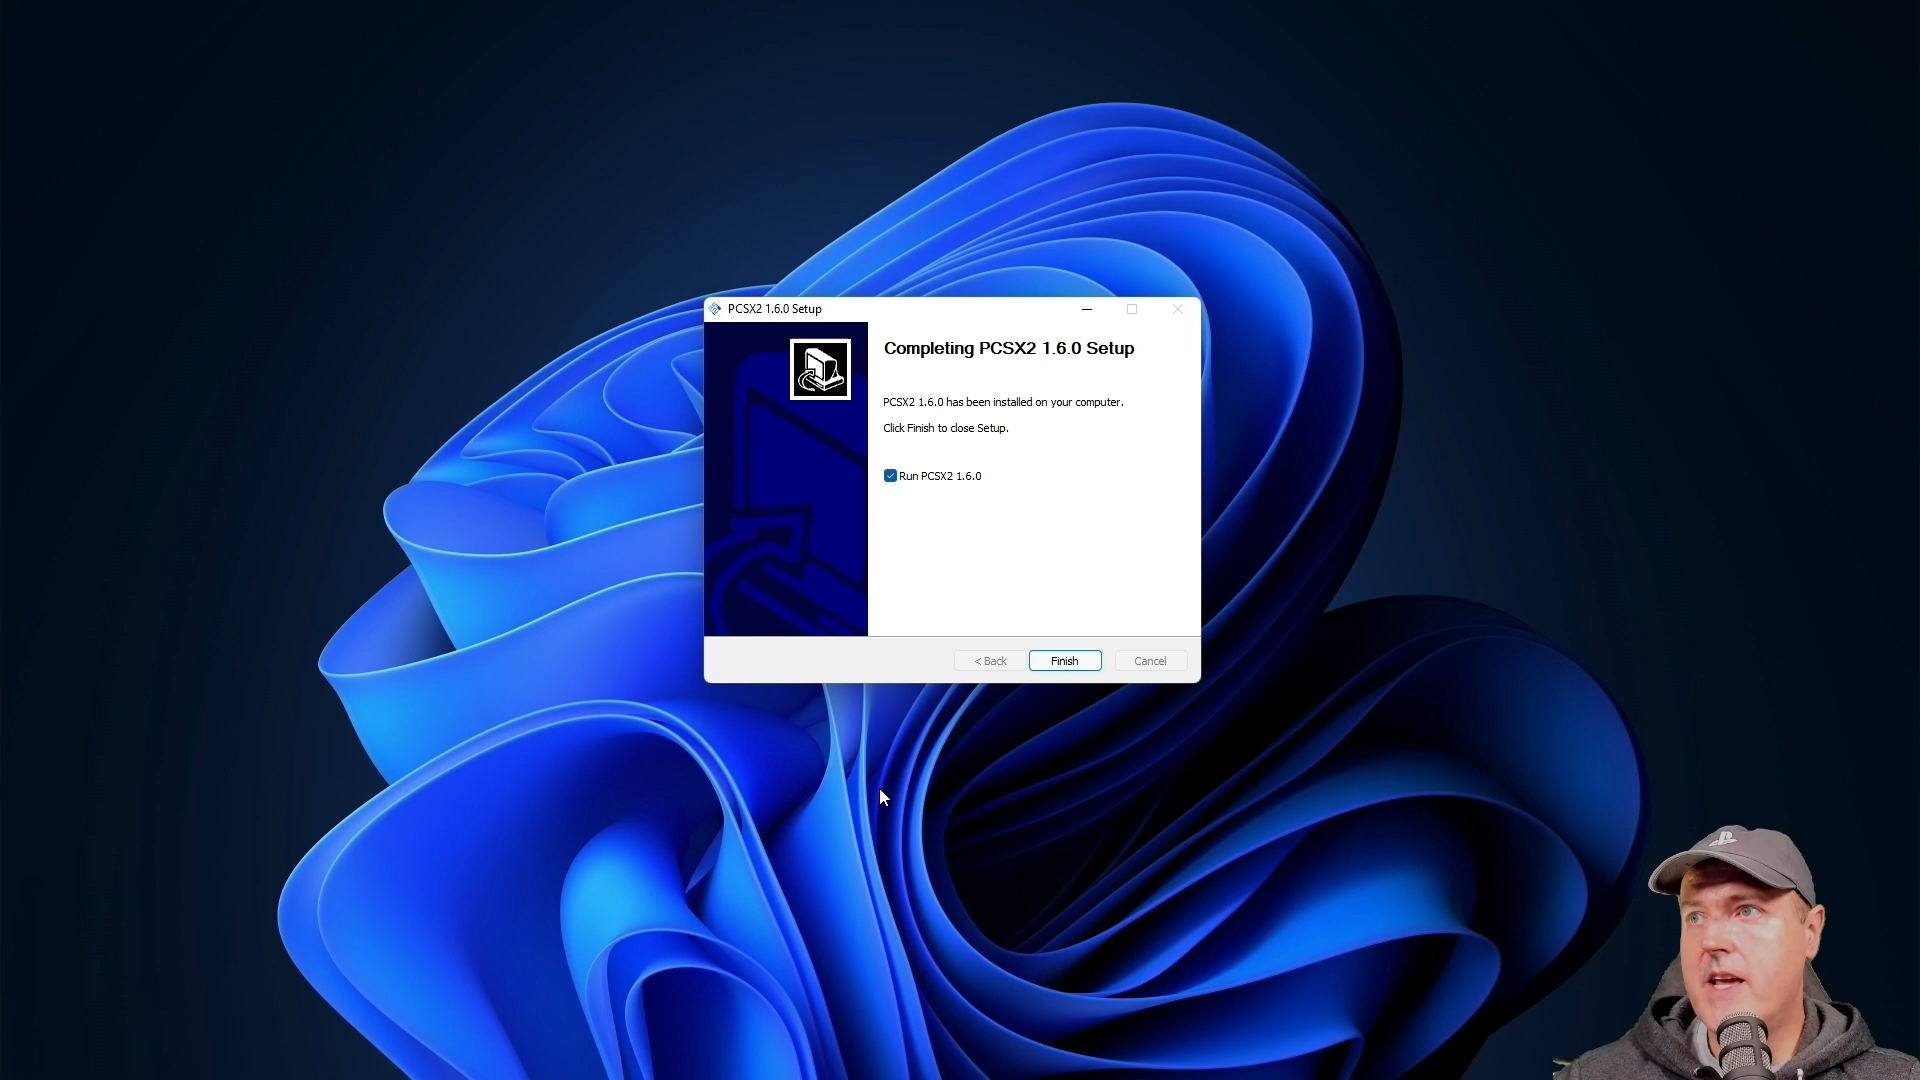 PCSX2 1.6.0 Setup
Completing PCSX2 1.6.0 Setup
PCSX2 1.6.0 has been installed on your computer.
Click Finish to close Setup.
Run PCSX2 1.6.0
< Back
Finish
Cancel